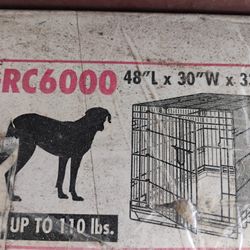 RC6000 48"L x 30"W x 3
UP TO 110 lbs.